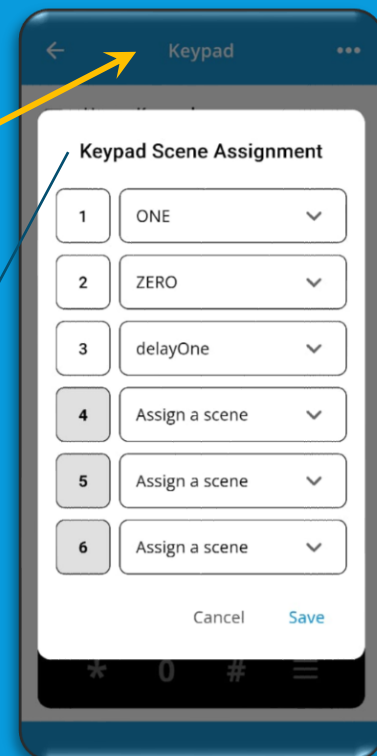 Keypad
Keypad Scene Assignment
1 ONE
2 ZERO
3 delayOne
4 Assign a scene
5 Assign a scene
6 Assign a scene
Cancel Save
* 0 #